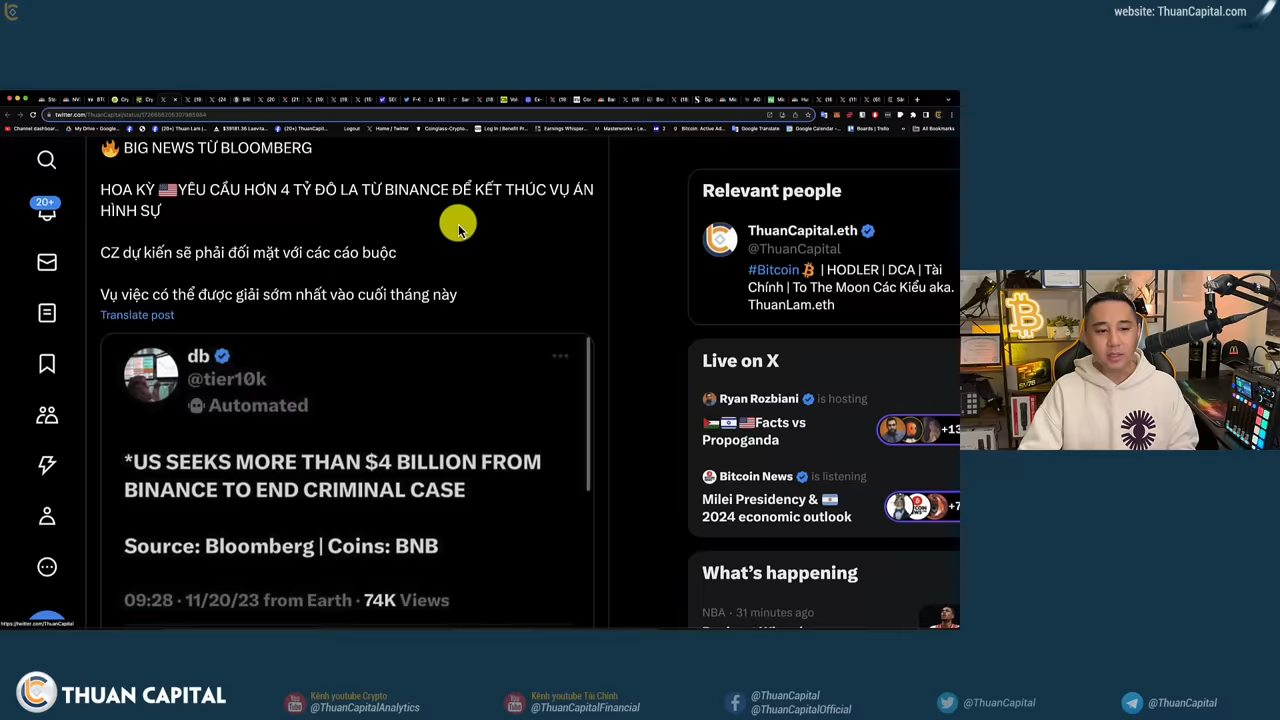 website: ThuanCapital.com
🔥 BIG NEWS TỪ BLOOMBERG
HOA KỲ 🇺🇸YÊU CẦU HƠN 4 TỶ ĐÔ LA TỪ BINANCE ĐỂ KẾT THÚC VỤ ÁN
HÌNH SỰ
CZ dự kiến sẽ phải đối mặt với các cáo buộc
Vụ việc có thể được giải sớm nhất vào cuối tháng này
Translate post
20+
db
@tier10k
Automated
*US SEEKS MORE THAN $4 BILLION FROM
BINANCE TO END CRIMINAL CASE
Source: Bloomberg | Coins: BNB
09:28 · 11/20/23 from Earth · 74K Views
Relevant people
ThuanCapital.eth
@ThuanCapital
#Bitcoin | HODLER | DCA | Tài
Chính | To The Moon Các Kiểu aka.
ThuanLam.eth
Live on X
Ryan Rozbiani is hosting
🇵🇸🇮🇱🇺🇸Facts vs
Propoganda
+13
Bitcoin News is listening
Milei Presidency & 🇦🇷
2024 economic outlook
+7
What's happening
NBA · 31 minutes ago
https://twitter.com/ThuanCapital
THUAN CAPITAL
Kênh youtube Crypto
@ThuanCapitalAnalytics
Kênh youtube Tài Chính
@ThuanCapitalFinancial
@ThuanCapital
@ThuanCapitalOfficial
@ThuanCapital
@ThuanCapital